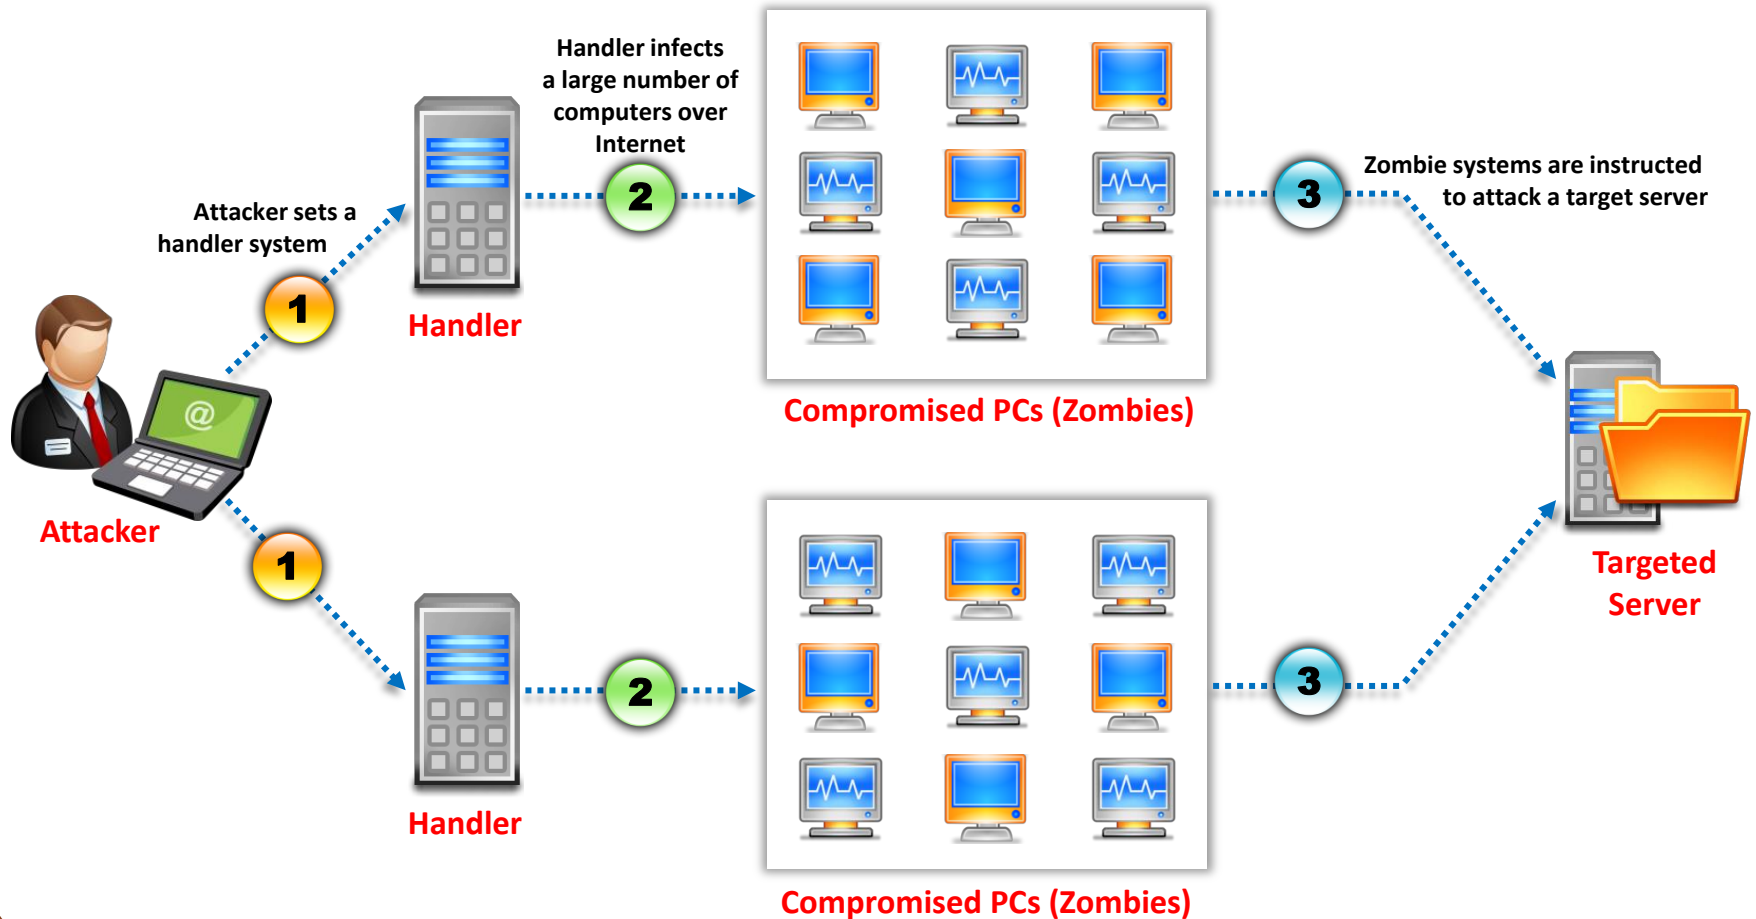 Handler infects
a large number of
computers over
Internet
2
Attacker sets a
handler system
1
Handler
Compromised PCs (Zombies)
3
Zombie systems are instructed
to attack a target server
@
Attacker
1
Handler
2
Compromised PCs (Zombies)
3
Targeted
Server